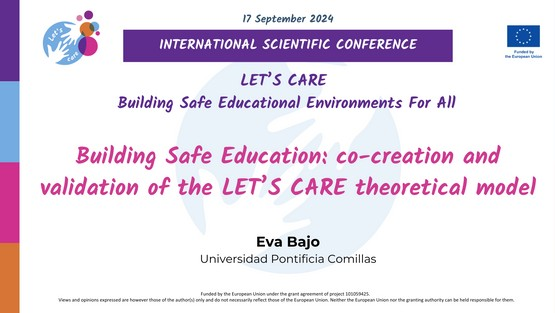 17 September 2024
Let's
care
INTERNATIONAL SCIENTIFIC CONFERENCE
Funded by
the European Union
LET'S CARE
Building Safe Educational Environments For All
Building Safe Education: co-creation and
validation of the LET'S CARE theoretical model
Eva Bajo
Universidad Pontificia Comillas
Funded by the European Union under the grant agreement of project 101059425.
Views and opinions expressed are however those of the author(s) only and do not necessarily reflect those of the European Union. Neither the European Union nor the granting authority can be held responsible for them.